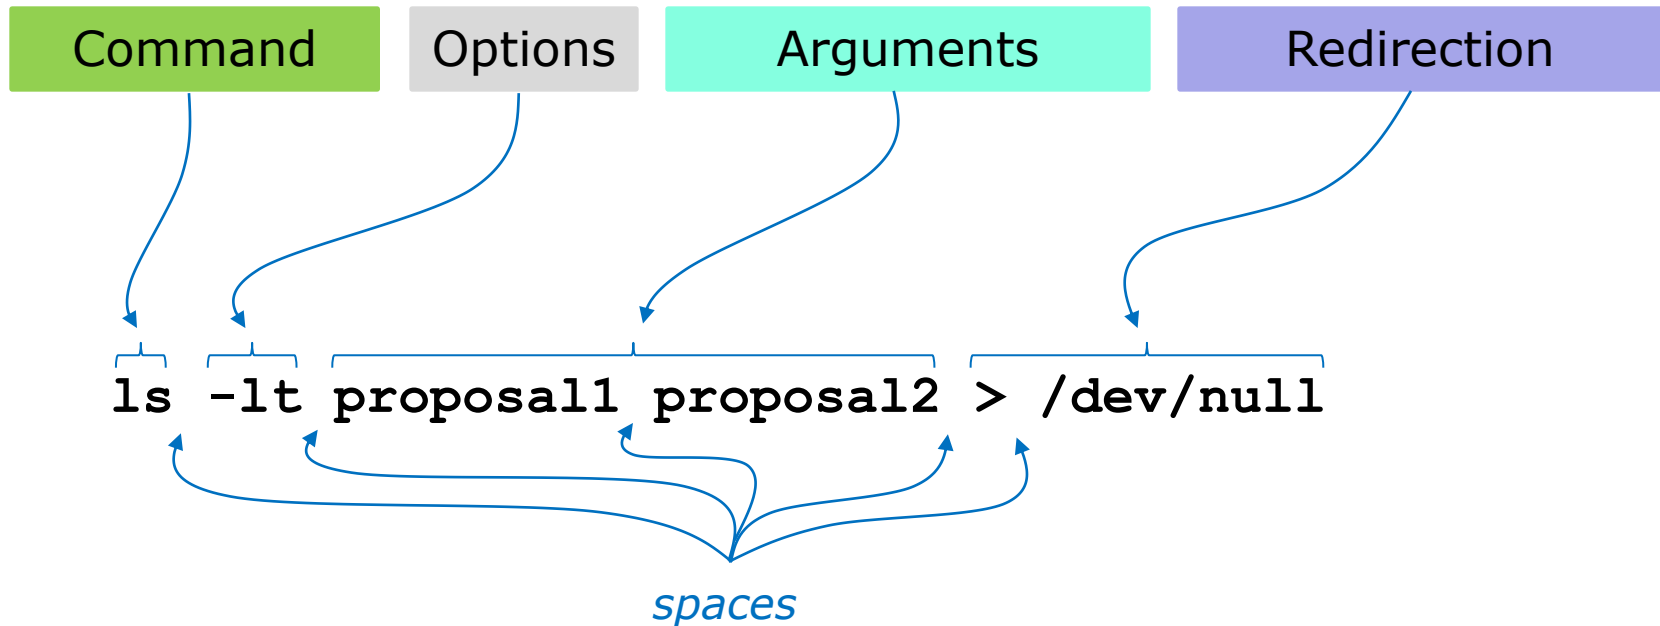 Command Options Arguments Redirection
ls -lt proposal1 proposal2 > /dev/null
spaces